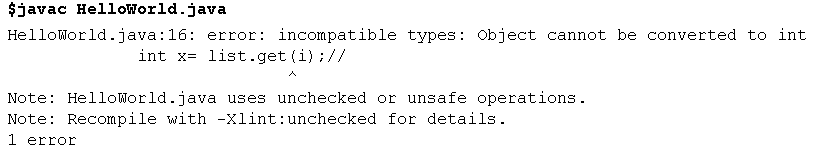 $javac HelloWorld.java
HelloWorld.java:16: error: incompatible types: Object cannot be converted to int
             int x= list.get(i);//
                            ^
Note: HelloWorld.java uses unchecked or unsafe operations.
Note: Recompile with -Xlint:unchecked for details.
1 error